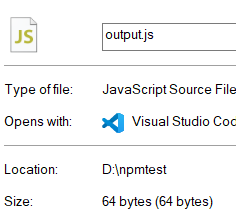 JS
output.js
Type of file: JavaScript Source File
Opens with: Visual Studio Cod
Location: D:\npmtest
Size: 64 bytes (64 bytes)